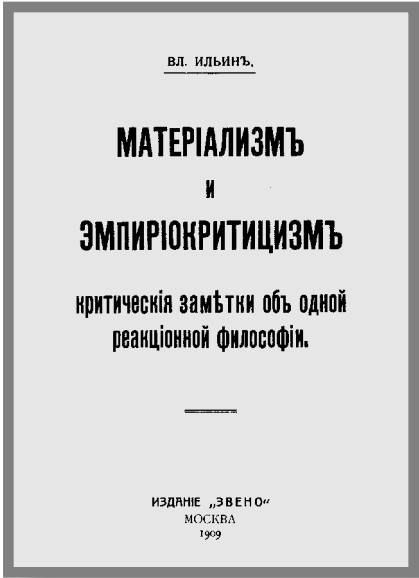 ВЛ. ИЛЬИНЪ.
МАТЕРІАЛИЗМЪ
И
ЭМПИРІОКРИТИЦИЗМЪ
критическія замѣтки объ одной
реакціонной философіи.
ИЗДАНІЕ „ЗВЕНО“
МОСКВА
1909